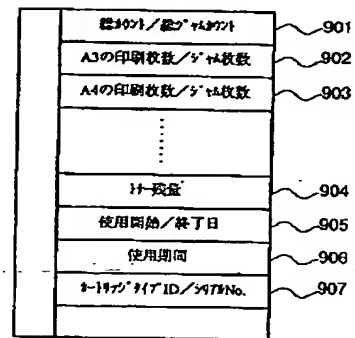 総カウント/総ジャムカウント 901
A3の印刷枚数/ジャム枚数 902
A4の印刷枚数/ジャム枚数 903
トナー残量 904
使用開始/終了日 905
使用期間 906
カートリッジタイプID/シリアルNo. 907